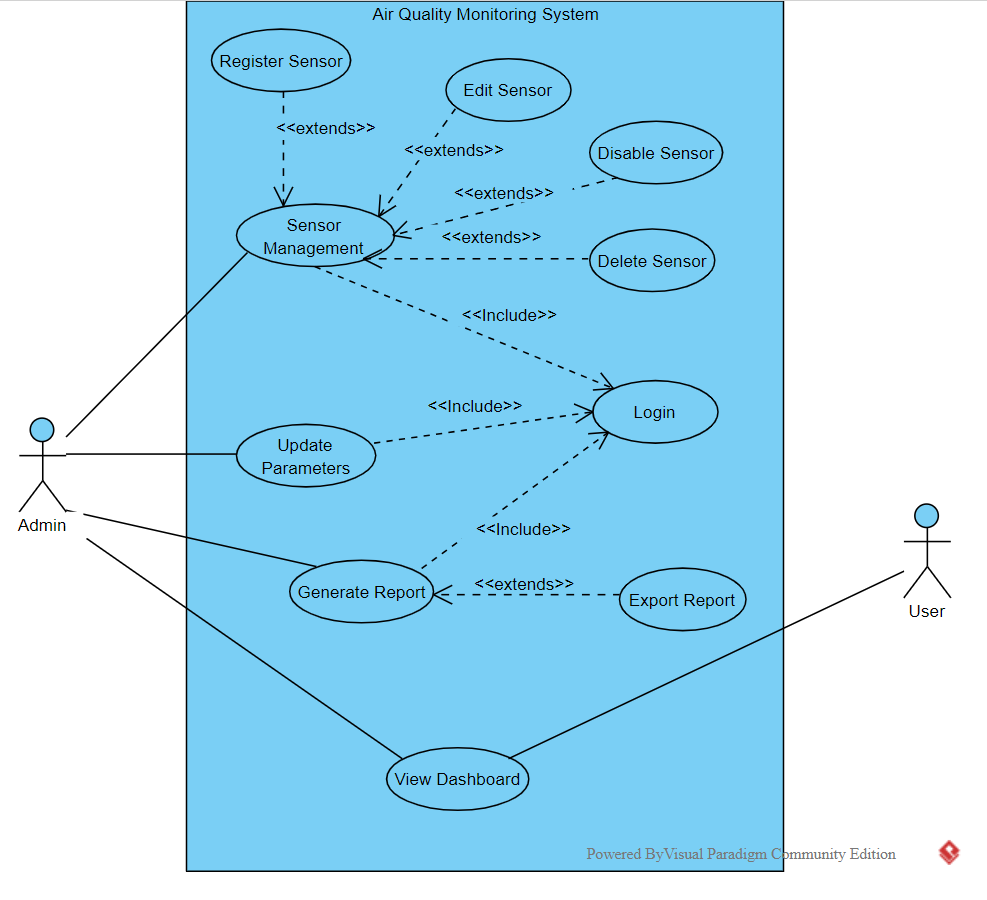 Air Quality Monitoring System
Register Sensor
Edit Sensor
<<extends>>
<<extends>>
Disable Sensor
<<extends>>
Sensor
Management
<<extends>>
Delete Sensor
<<Include>>
<<Include>>
Login
Update
Parameters
Admin
<<Include>>
<<extends>>
Generate Report
Export Report
User
View Dashboard
Powered ByVisual Paradigm Community Edition